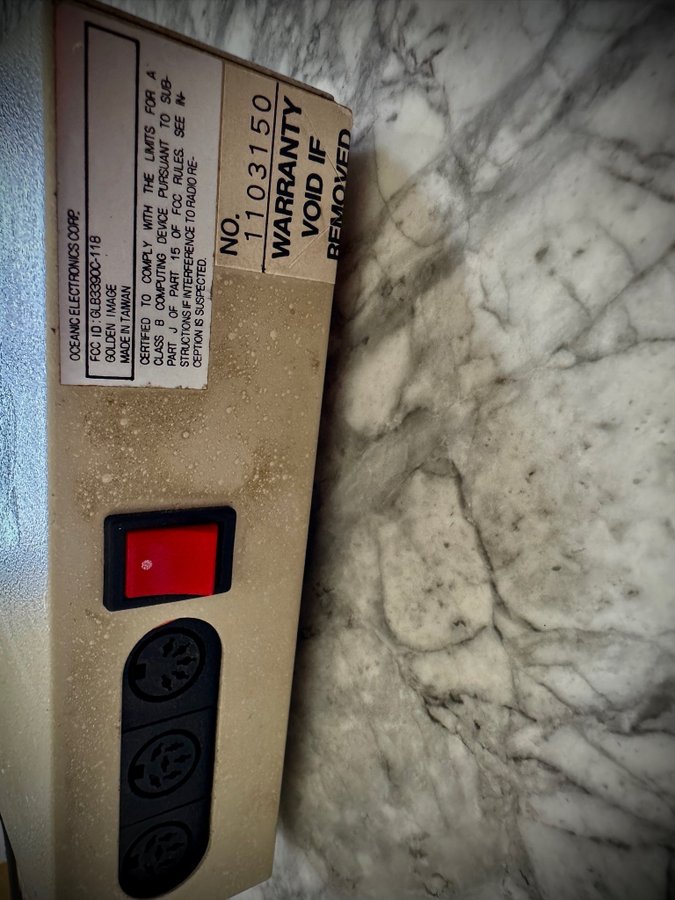 OCEANIC ELECTRONICS CORP.
FCC ID: GLB3390C-118
GOLDEN IMAGE
MADE IN TAIWAN
CERTIFIED TO COMPLY WITH THE LIMITS FOR A
CLASS B COMPUTING DEVICE PURSUANT TO SUB-
PART J OF PART 15 OF FCC RULES. SEE IN-
STRUCTIONS IF INTERFERENCE TO RADIO RE-
CEPTION IS SUSPECTED.
NO.
1103150
WARRANTY
VOID IF
REMOVED